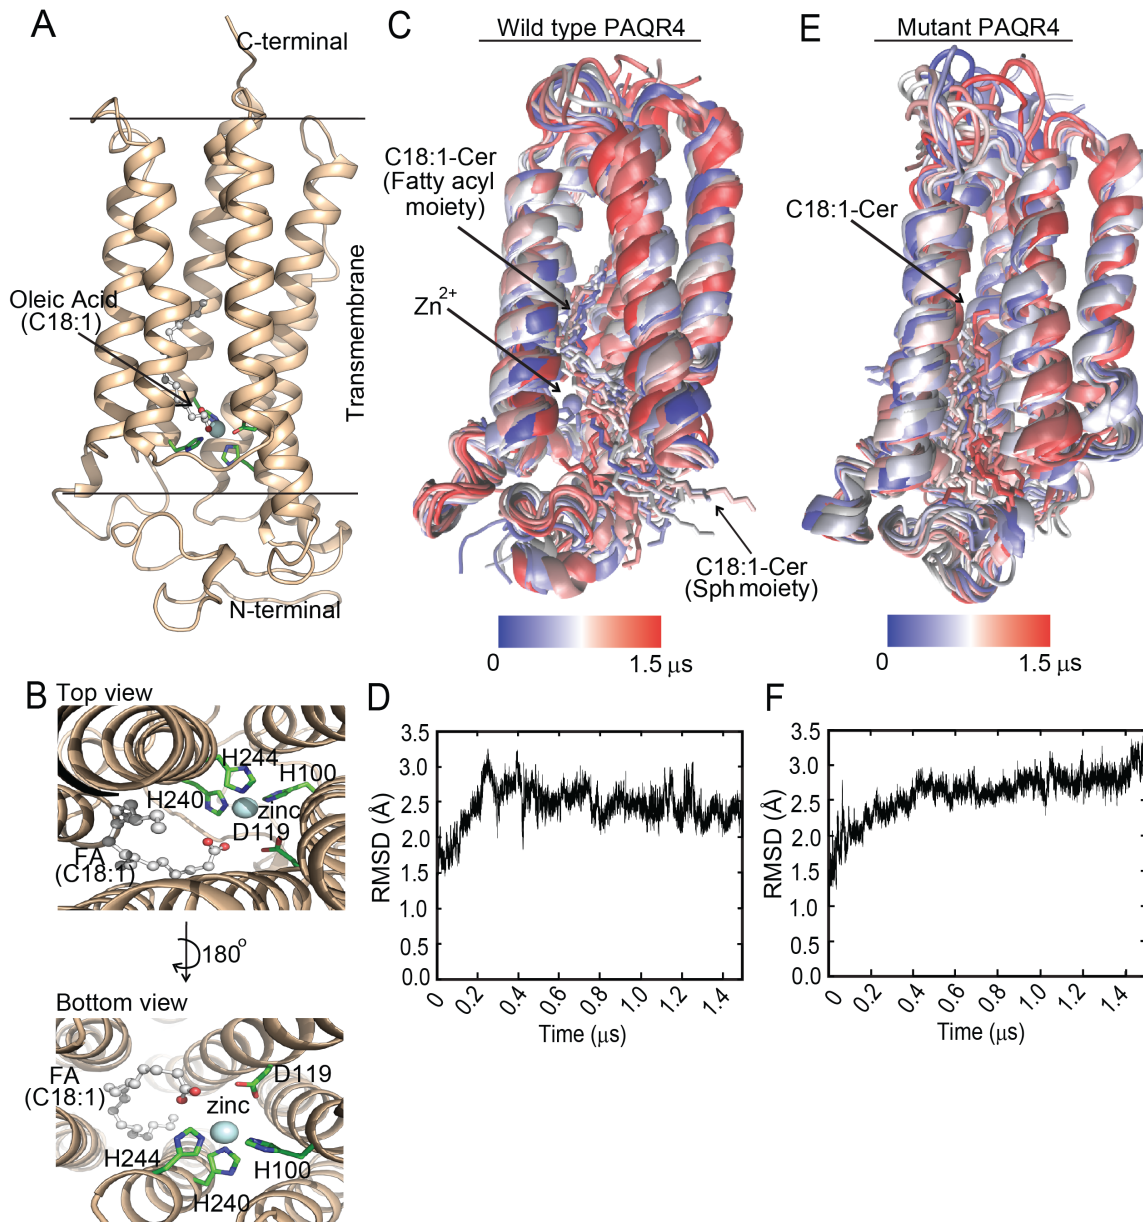 A
C-terminal
Oleic Acid
(C18:1)
Transmembrane
N-terminal
C
Wild type PAQR4
C18:1-Cer
(Fatty acyl
moiety)
Zn2+
C18:1-Cer
(Sph moiety)
0
1.5 μs
E
Mutant PAQR4
C18:1-Cer
0
1.5 μs
B
Top view
H244
H100
H240
zinc
D119
FA
(C18:1)
180o
Bottom view
FA
(C18:1)
D119
zinc
H244
H100
H240
D
3.5
3.0
2.5
2.0
1.5
1.0
0.5
0.0
RMSD (Å)
0 0.2 0.4 0.6 0.8 1.0 1.2 1.4
Time (μs)
F
3.5
3.0
2.5
2.0
1.5
1.0
0.5
0.0
RMSD (Å)
0 0.2 0.4 0.6 0.8 1.0 1.2 1.4
Time (μs)